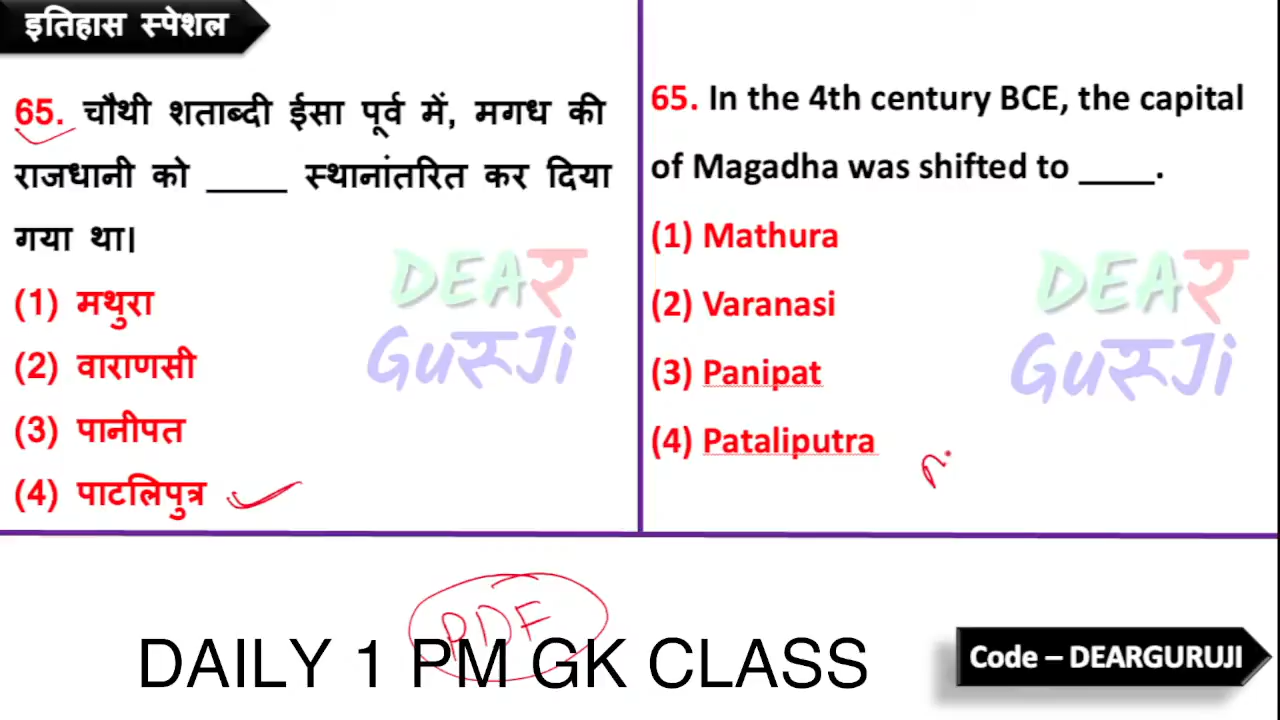 इतिहास स्पेशल
65. चौथी शताब्दी ईसा पूर्व में, मगध की
राजधानी को ____ स्थानांतरित कर दिया
गया था।
(1) मथुरा
(2) वाराणसी
(3) पानीपत
(4) पाटलिपुत्र
65. In the 4th century BCE, the capital
of Magadha was shifted to ____.
(1) Mathura
(2) Varanasi
(3) Panipat
(4) Pataliputra
DEAR
GURUJi
DEAR
GURUJi
PDF
DAILY 1 PM GK CLASS
Code – DEARGURUJI